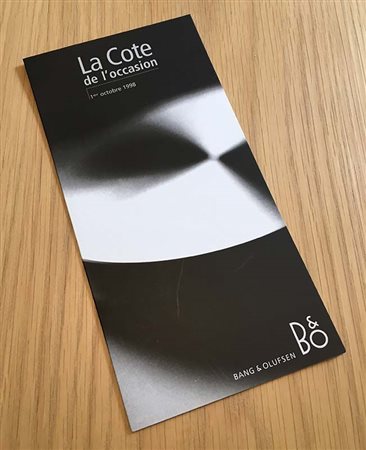 La Cote
de l'occasion
1er octobre 1998
B&O
BANG & OLUFSEN